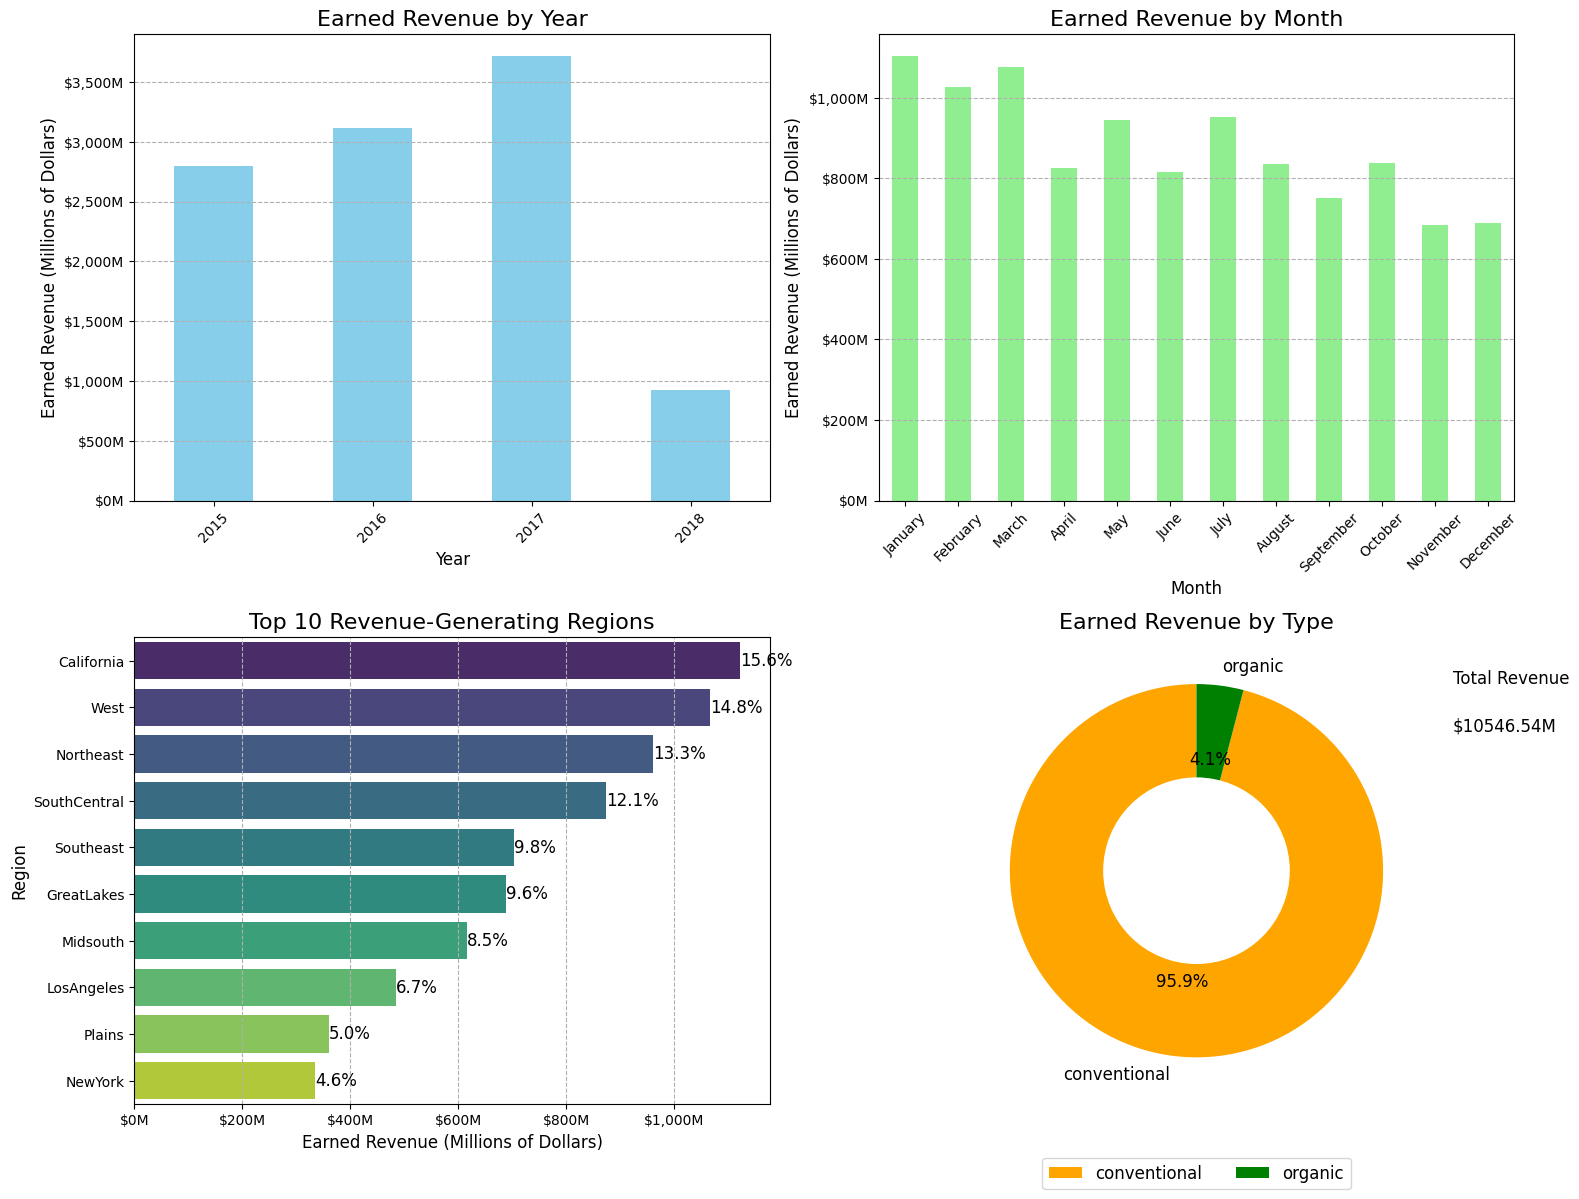 Earned Revenue by Year
Earned Revenue (Millions of Dollars)
$3,500M
$3,000M
$2,500M
$2,000M
$1,500M
$1,000M
$500M
$0M
2015
2016
2017
2018
Year
Earned Revenue by Month
Earned Revenue (Millions of Dollars)
$1,000M
$800M
$600M
$400M
$200M
$0M
January
February
March
April
May
June
July
August
September
October
November
December
Month
Top 10 Revenue-Generating Regions
Region
California
15.6%
West
14.8%
Northeast
13.3%
SouthCentral
12.1%
Southeast
9.8%
GreatLakes
9.6%
Midsouth
8.5%
LosAngeles
6.7%
Plains
5.0%
NewYork
4.6%
$0M
$200M
$400M
$600M
$800M
$1,000M
Earned Revenue (Millions of Dollars)
Earned Revenue by Type
organic
Total Revenue
$10546.54M
4.1%
95.9%
conventional
conventional
organic